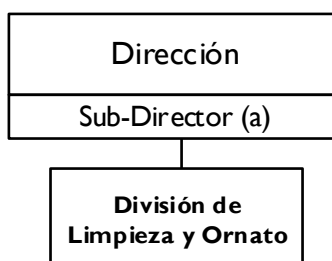 Dirección
Sub-Director (a)
División de
Limpieza y Ornato